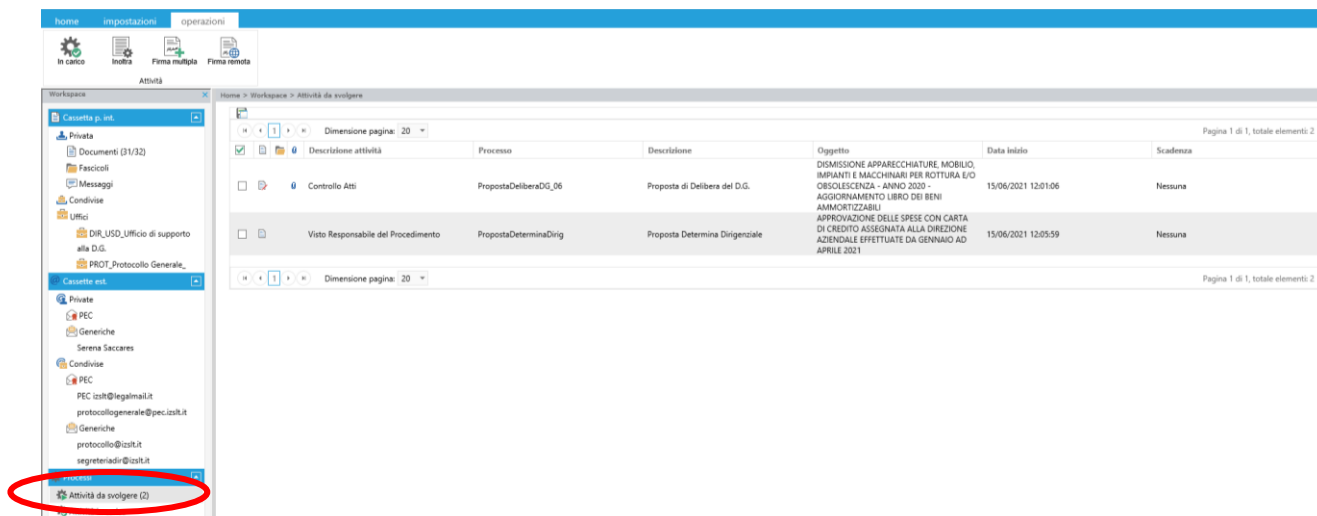 home impostazioni operazioni
In carico Inoltra Firma multipla Firma remota
Attività
Workspace
Home > Workspace > Attività da svolgere
Cassetta p. int.
Privata
Documenti (31/32)
Fascicoli
Messaggi
Condivise
Uffici
DIR_USD_Ufficio di supporto
alla D.G.
PROT_Protocollo Generale_
Cassette est.
Private
PEC
Generiche
Serena Saccares
Condivise
PEC
PEC izslt@legalmail.it
protocollogenerale@pec.izslt.it
Generiche
protocollo@izslt.it
segreteriadir@izslt.it
Processi
Attività da svolgere (2)
1 Dimensione pagina: 20 Pagina 1 di 1, totale elementi: 2
Descrizione attività Processo Descrizione Oggetto Data inizio Scadenza
Controllo Atti PropostaDeliberaDG_06 Proposta di Delibera del D.G.
DISMISSIONE APPARECCHIATURE, MOBILIO,
IMPIANTI E MACCHINARI PER ROTTURA E/O
OBSOLESCENZA - ANNO 2020 -
AGGIORNAMENTO LIBRO DEI BENI
AMMORTIZZABILI
15/06/2021 12:01:06 Nessuna
Visto Responsabile del Procedimento PropostaDeterminaDirig Proposta Determina Dirigenziale
APPROVAZIONE DELLE SPESE CON CARTA
DI CREDITO ASSEGNATA ALLA DIREZIONE
AZIENDALE EFFETTUATE DA GENNAIO AD
APRILE 2021
15/06/2021 12:05:59 Nessuna
1 Dimensione pagina: 20 Pagina 1 di 1, totale elementi: 2